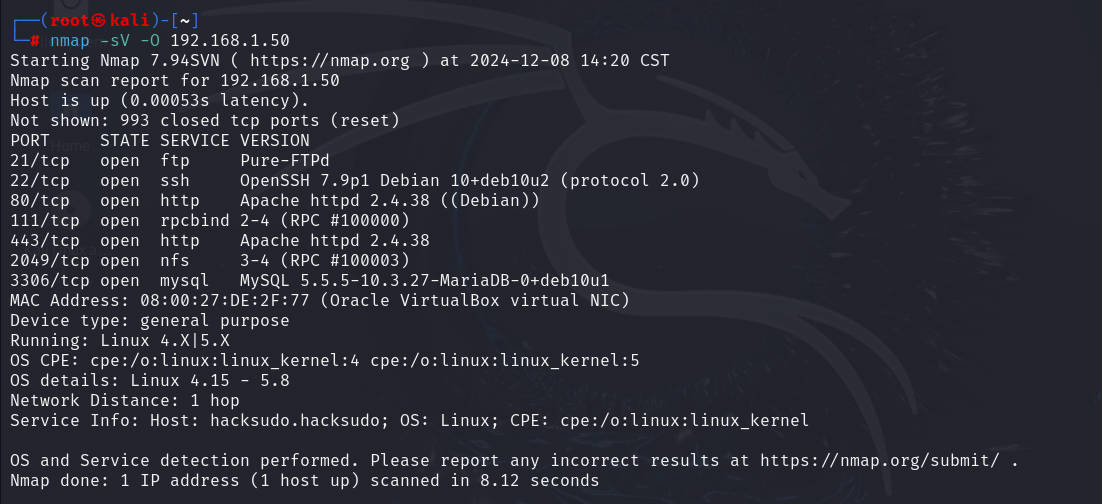 ┌──(root㉿kali)-[~]
└─# nmap -sV -O 192.168.1.50
Starting Nmap 7.94SVN ( https://nmap.org ) at 2024-12-08 14:20 CST
Nmap scan report for 192.168.1.50
Host is up (0.00053s latency).
Not shown: 993 closed tcp ports (reset)
PORT     STATE SERVICE VERSION
21/tcp   open  ftp     Pure-FTPd
22/tcp   open  ssh     OpenSSH 7.9p1 Debian 10+deb10u2 (protocol 2.0)
80/tcp   open  http    Apache httpd 2.4.38 ((Debian))
111/tcp  open  rpcbind 2-4 (RPC #100000)
443/tcp  open  http    Apache httpd 2.4.38
2049/tcp open  nfs     3-4 (RPC #100003)
3306/tcp open  mysql   MySQL 5.5.5-10.3.27-MariaDB-0+deb10u1
MAC Address: 08:00:27:DE:2F:77 (Oracle VirtualBox virtual NIC)
Device type: general purpose
Running: Linux 4.X|5.X
OS CPE: cpe:/o:linux:linux_kernel:4 cpe:/o:linux:linux_kernel:5
OS details: Linux 4.15 - 5.8
Network Distance: 1 hop
Service Info: Host: hacksudo.hacksudo; OS: Linux; CPE: cpe:/o:linux:linux_kernel

OS and Service detection performed. Please report any incorrect results at https://nmap.org/submit/ .
Nmap done: 1 IP address (1 host up) scanned in 8.12 seconds